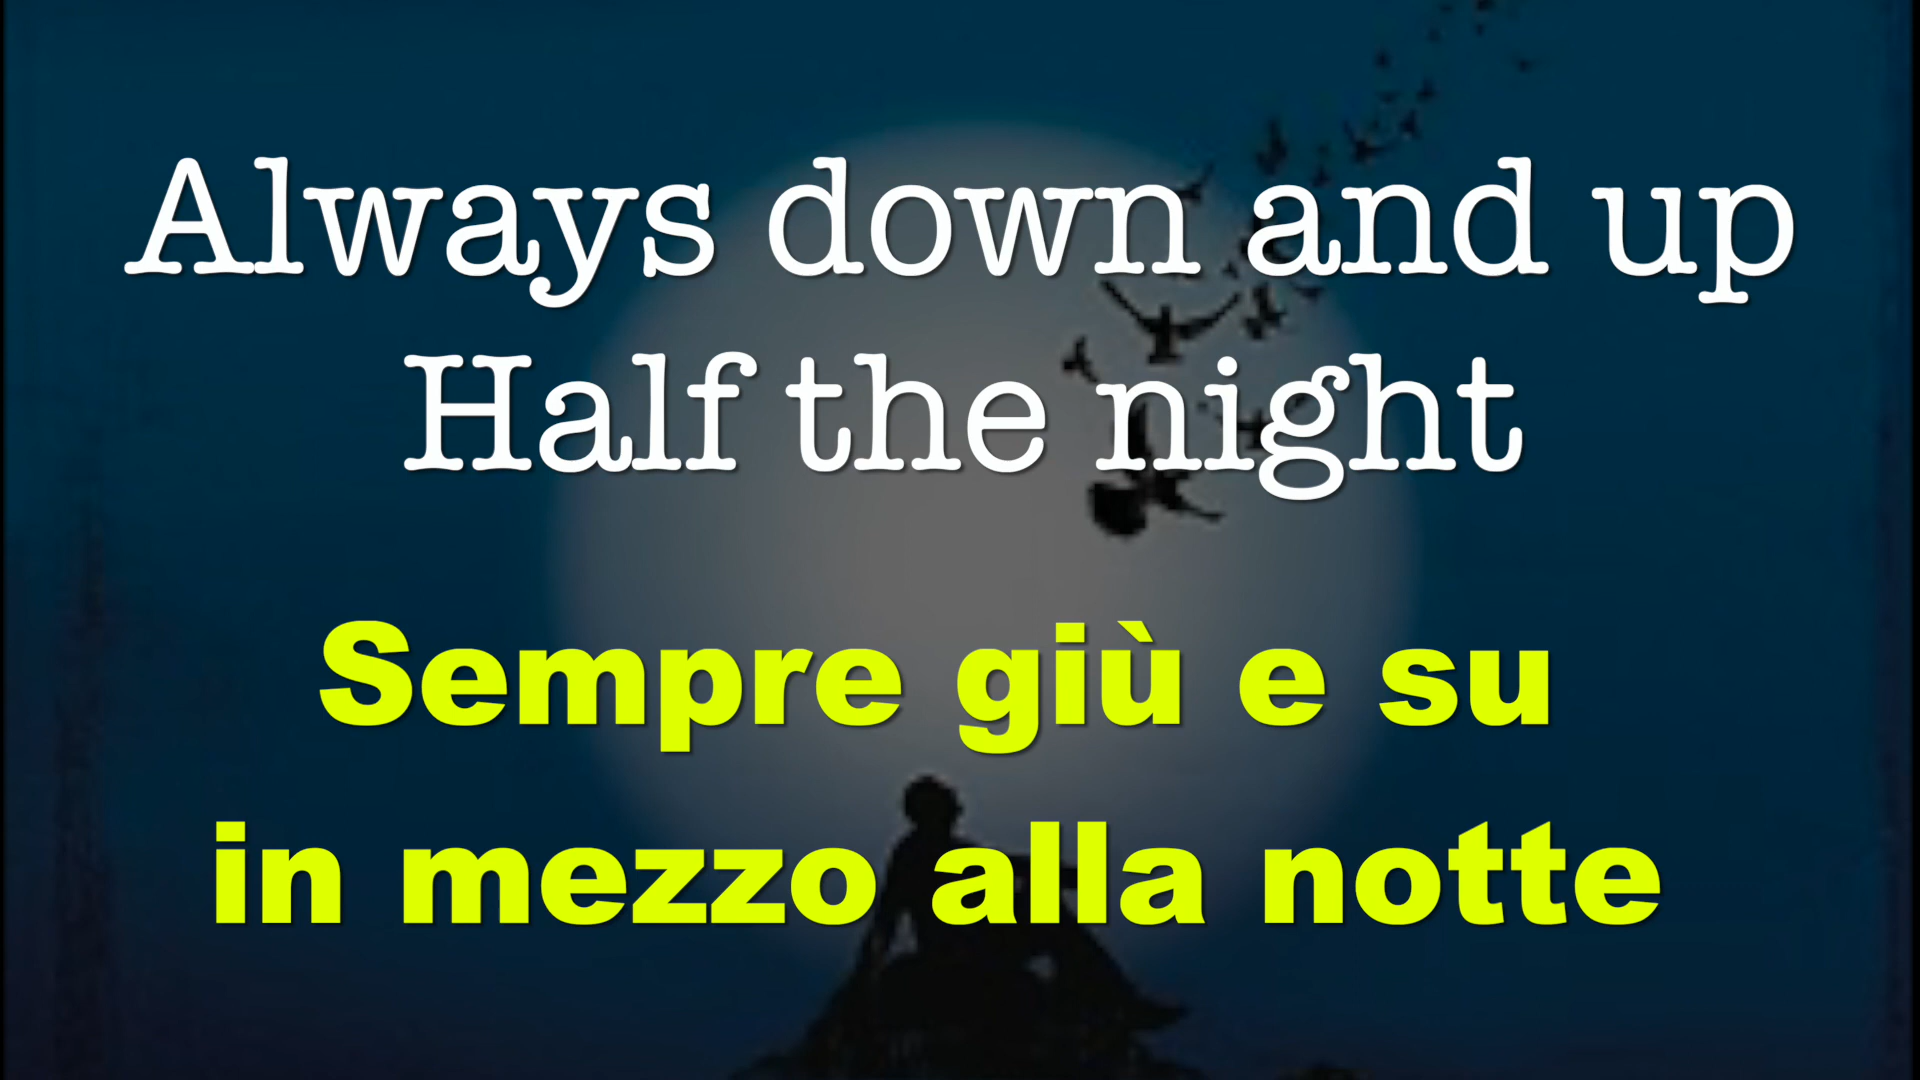 Always down and up
Half the night
Sempre giù e su
in mezzo alla notte